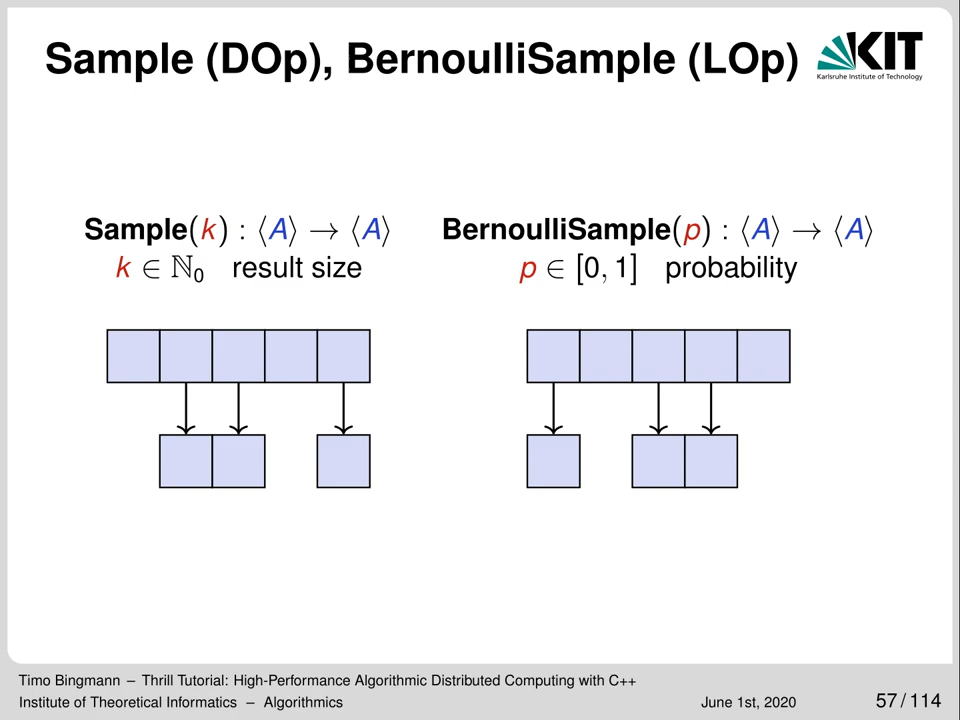 Sample (DOp), BernoulliSample (LOp)
KIT
Karlsruhe Institute of Technology
Sample(k) : ⟨A⟩ → ⟨A⟩
k ∈ ℕ₀ result size
BernoulliSample(p) : ⟨A⟩ → ⟨A⟩
p ∈ [0, 1] probability
Timo Bingmann – Thrill Tutorial: High-Performance Algorithmic Distributed Computing with C++
Institute of Theoretical Informatics – Algorithmics
June 1st, 2020
57 / 114